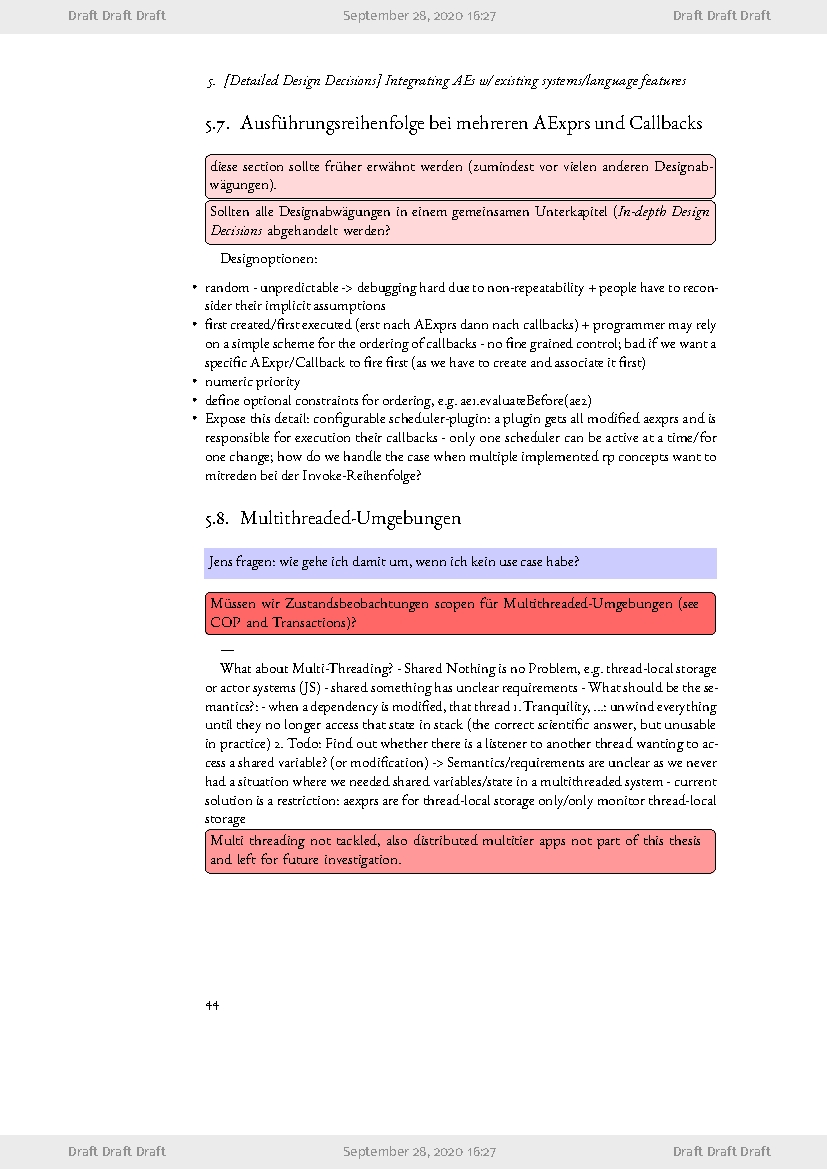 Draft Draft Draft September 28, 2020 16:27 Draft Draft Draft
5. [Detailed Design Decisions] Integrating AEs w/ existing systems/language features
5.7. Ausführungsreihenfolge bei mehreren AExprs und Callbacks
diese section sollte früher erwähnt werden (zumindest vor vielen anderen Designab-
wägungen).
Sollten alle Designabwägungen in einem gemeinsamen Unterkapitel (In-depth Design
Decisions abgehandelt werden?
Designoptionen:
• random - unpredictable -> debugging hard due to non-repeatability + people have to recon-
sider their implicit assumptions
• first created/first executed (erst nach AExprs dann nach callbacks) + programmer may rely
on a simple scheme for the ordering of callbacks - no fine grained control; bad if we want a
specific AExpr/Callback to fire first (as we have to create and associate it first)
• numeric priority
• define optional constraints for ordering, e.g. ae1.evaluateBefore(ae2)
• Expose this detail: configurable scheduler-plugin: a plugin gets all modified aexprs and is
responsible for execution their callbacks - only one scheduler can be active at a time/for
one change; how do we handle the case when multiple implemented rp concepts want to
mitreden bei der Invoke-Reihenfolge?
5.8. Multithreaded-Umgebungen
Jens fragen: wie gehe ich damit um, wenn ich kein use case habe?
Müssen wir Zustandsbeobachtungen scopen für Multithreaded-Umgebungen (see
COP and Transactions)?
—
What about Multi-Threading? - Shared Nothing is no Problem, e.g. thread-local storage
or actor systems (JS) - shared something has unclear requirements - What should be the se-
mantics?: - when a dependency is modified, that thread 1. Tranquility, ...: unwind everything
until they no longer access that state in stack (the correct scientific answer, but unusable
in practice) 2. Todo: Find out whether there is a listener to another thread wanting to ac-
cess a shared variable? (or modification) -> Semantics/requirements are unclear as we never
had a situation where we needed shared variables/state in a multithreaded system - current
solution is a restriction: aexprs are for thread-local storage only/only monitor thread-local
storage
Multi threading not tackled, also distributed multitier apps not part of this thesis
and left for future investigation.
44
Draft Draft Draft September 28, 2020 16:27 Draft Draft Draft